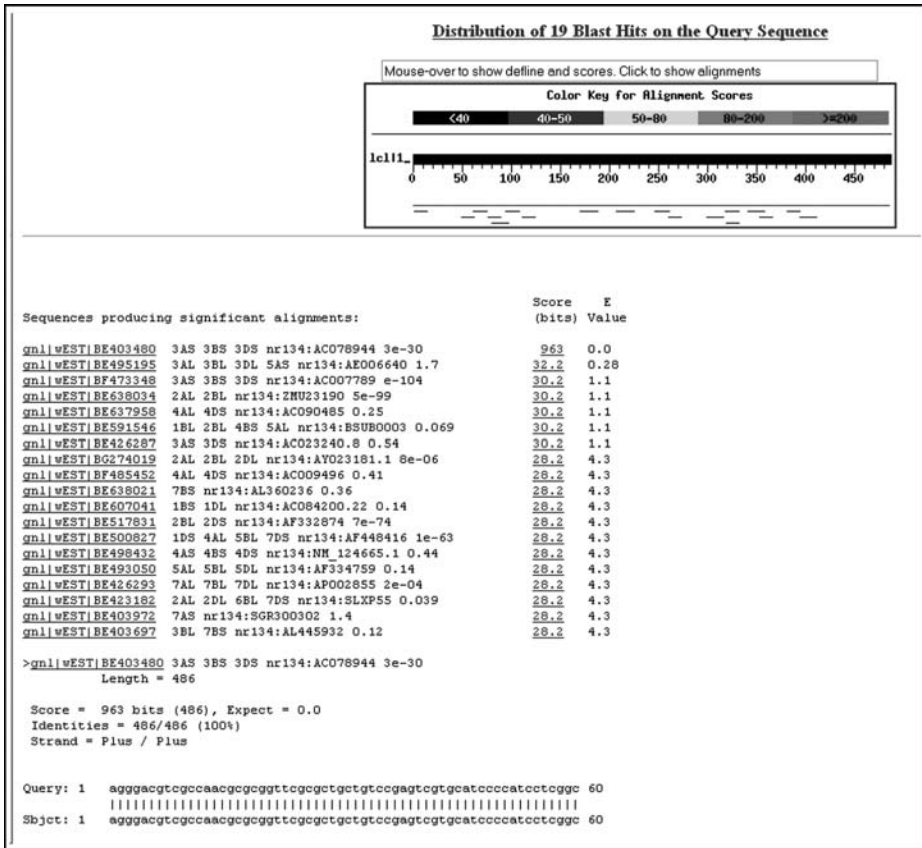 Distribution of 19 Blast Hits on the Query Sequence
Mouse-over to show defline and scores. Click to show alignments
Color Key for Alignment Scores
<40 40-50 50-80 80-200 >=200
lcl|1_
0 50 100 150 200 250 300 350 400 450
Score E
Sequences producing significant alignments: (bits) Value
gnl|wEST|BE403480 3AS 3BS 3DS nr134:AC078944 3e-30 963 0.0
gnl|wEST|BE495195 3AL 3BL 3DL 5AS nr134:AE006640 1.7 32.2 0.28
gnl|wEST|BF473348 3AS 3BS 3DS nr134:AC007789 e-104 30.2 1.1
gnl|wEST|BE638034 2AL 2BL nr134:ZMU23190 5e-99 30.2 1.1
gnl|wEST|BE637958 4AL 4DS nr134:AC090485 0.25 30.2 1.1
gnl|wEST|BE591546 1BL 2BL 4BS 5AL nr134:BSUB0003 0.069 30.2 1.1
gnl|wEST|BE426287 3AS 3DS nr134:AC023240.8 0.54 30.2 1.1
gnl|wEST|BG274019 2AL 2BL 2DL nr134:AY023181.1 8e-06 28.2 4.3
gnl|wEST|BF485452 4AL 4DS nr134:AC009496 0.41 28.2 4.3
gnl|wEST|BE638021 7BS nr134:AL360236 0.36 28.2 4.3
gnl|wEST|BE607041 1BS 1DL nr134:AC084200.22 0.14 28.2 4.3
gnl|wEST|BE517831 2BL 2DS nr134:AF332874 7e-74 28.2 4.3
gnl|wEST|BE500827 1DS 4AL 5BL 7DS nr134:AF448416 1e-63 28.2 4.3
gnl|wEST|BE498432 4AS 4BS 4DS nr134:NM_124665.1 0.44 28.2 4.3
gnl|wEST|BE493050 5AL 5BL 5DL nr134:AF334759 0.14 28.2 4.3
gnl|wEST|BE426293 7AL 7BL 7DL nr134:AP002855 2e-04 28.2 4.3
gnl|wEST|BE423182 2AL 2DL 6BL 7DS nr134:SLXP55 0.039 28.2 4.3
gnl|wEST|BE403972 7AS nr134:SGR300302 1.4 28.2 4.3
gnl|wEST|BE403697 3BL 7BS nr134:AL445932 0.12 28.2 4.3
>gnl|wEST|BE403480 3AS 3BS 3DS nr134:AC078944 3e-30
Length = 486
Score = 963 bits (486), Expect = 0.0
Identities = 486/486 (100%)
Strand = Plus / Plus
Query: 1 agggacgtcgccaacgcgcggttcgcgctgctgtccgagtcgtgcatccccatcctcggc 60
||||||||||||||||||||||||||||||||||||||||||||||||||||||||||||
Sbjct: 1 agggacgtcgccaacgcgcggttcgcgctgctgtccgagtcgtgcatccccatcctcggc 60